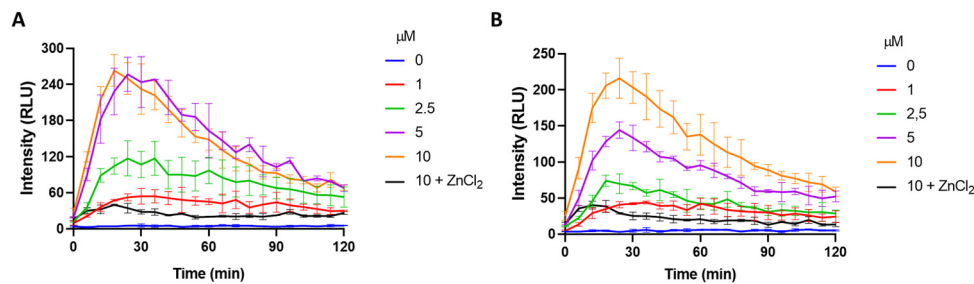 A
Intensity (RLU)
300
240
180
120
60
0
0 30 60 90 120
Time (min)
μM
0
1
2.5
5
10
10 + ZnCl₂
B
Intensity (RLU)
250
200
150
100
50
0
0 30 60 90 120
Time (min)
μM
0
1
2,5
5
10
10 + ZnCl₂